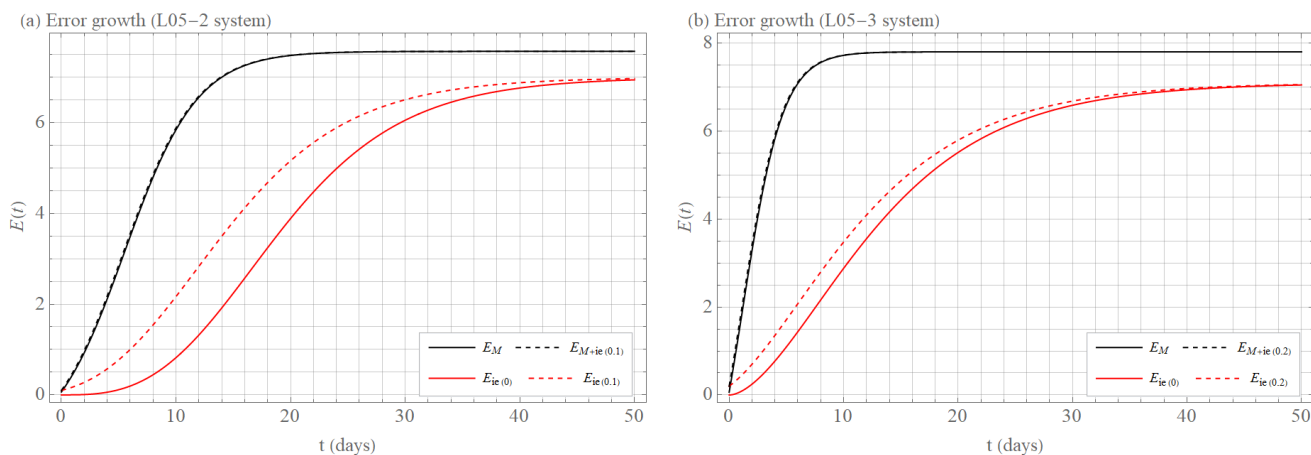 (a) Error growth (L05−2 system)
E(t)
6
4
2
0
0 10 20 30 40 50
t (days)
E_M E_M+ie (0.1)
E_ie (0) E_ie (0.1)
(b) Error growth (L05−3 system)
E(t)
8
6
4
2
0
0 10 20 30 40 50
t (days)
E_M E_M+ie (0.2)
E_ie (0) E_ie (0.2)